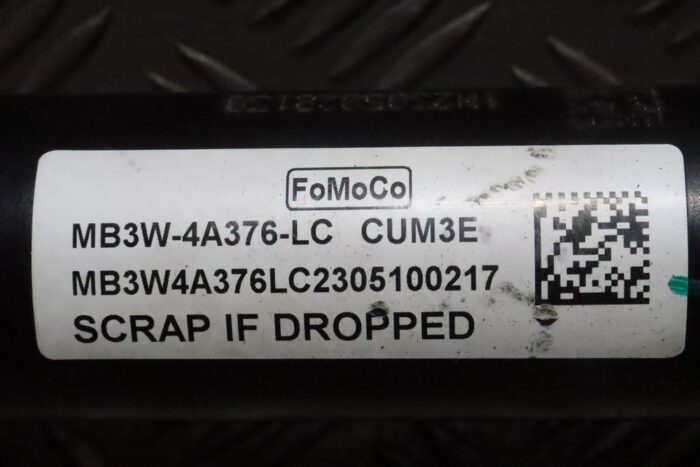 FoMoCo
MB3W-4A376-LC CUM3E
MB3W4A376LC2305100217
SCRAP IF DROPPED